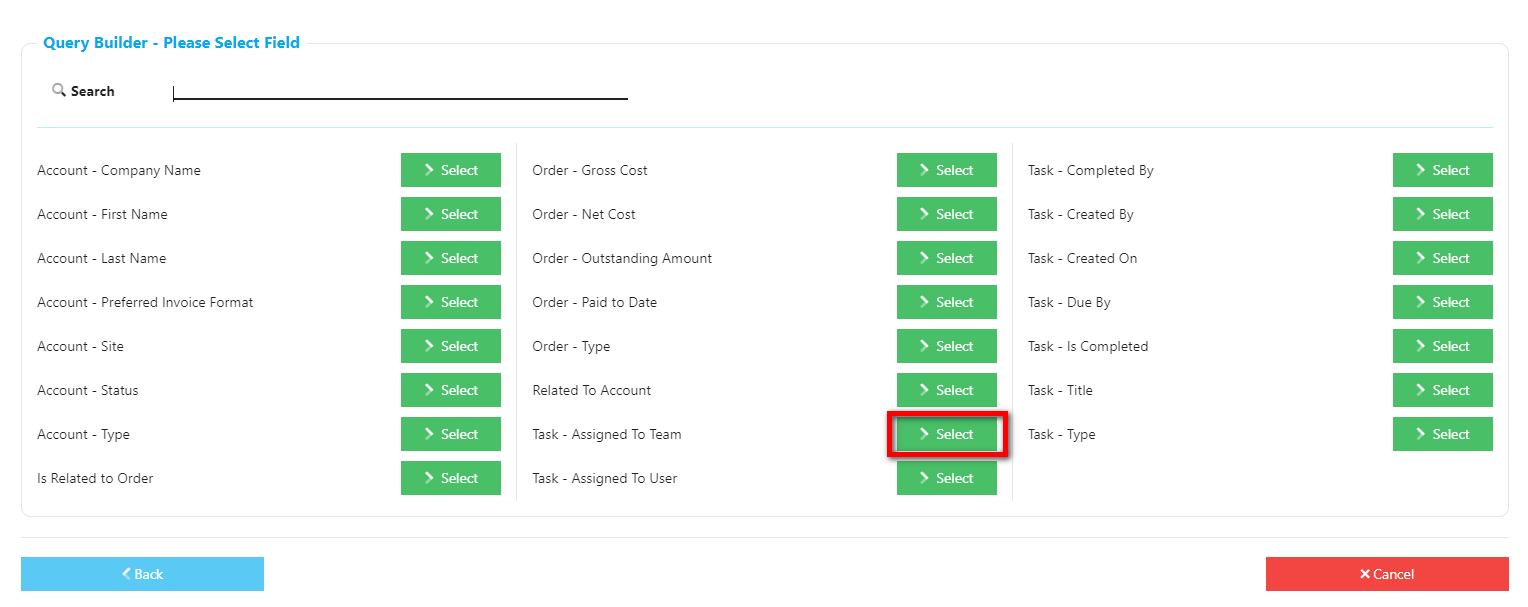 Query Builder - Please Select Field
Search
Account - Company Name Select
Account - First Name Select
Account - Last Name Select
Account - Preferred Invoice Format Select
Account - Site Select
Account - Status Select
Account - Type Select
Is Related to Order Select
Order - Gross Cost Select
Order - Net Cost Select
Order - Outstanding Amount Select
Order - Paid to Date Select
Order - Type Select
Related To Account Select
Task - Assigned To Team Select
Task - Assigned To User Select
Task - Completed By Select
Task - Created By Select
Task - Created On Select
Task - Due By Select
Task - Is Completed Select
Task - Title Select
Task - Type Select
Back
Cancel